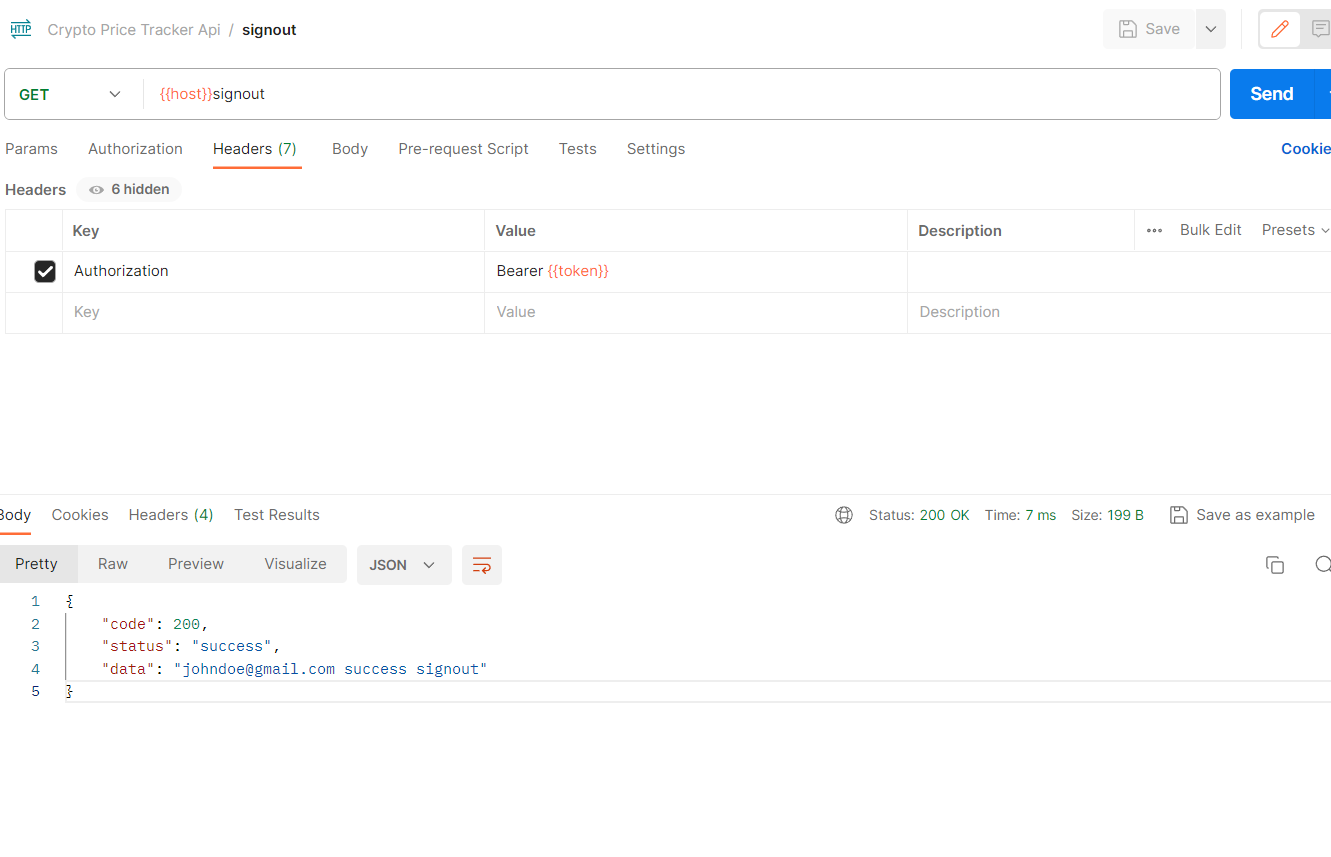 HTTP Crypto Price Tracker Api / signout Save
GET {{host}}signout Send
Params Authorization Headers (7) Body Pre-request Script Tests Settings Cookie
Headers 6 hidden
Key Value Description ••• Bulk Edit Presets
Authorization Bearer {{token}}
Key Value Description
Body Cookies Headers (4) Test Results Status: 200 OK Time: 7 ms Size: 199 B Save as example
Pretty Raw Preview Visualize JSON
1 {
2 "code": 200,
3 "status": "success",
4 "data": "johndoe@gmail.com success signout"
5 }